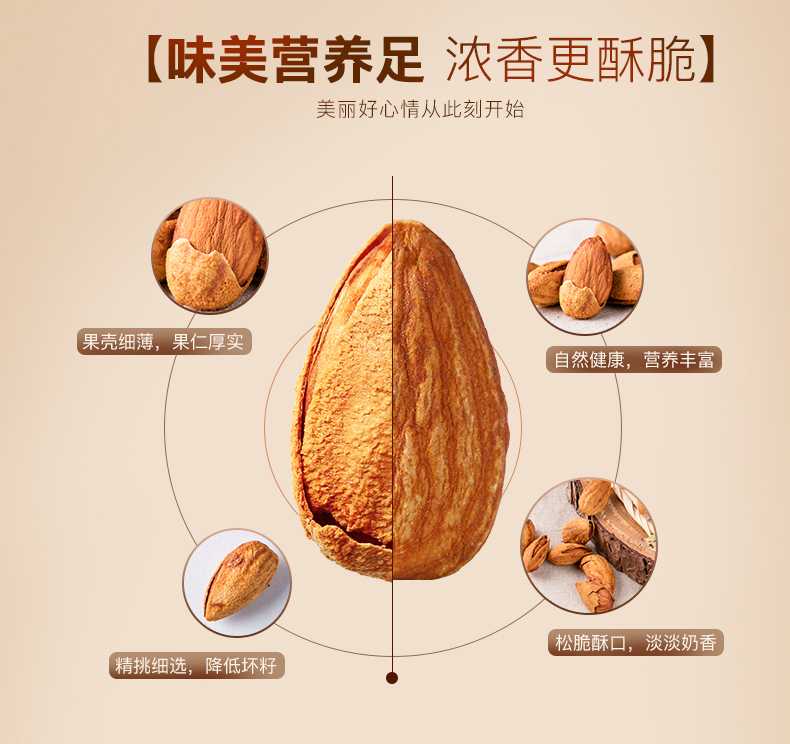 【味美营养足 浓香更酥脆】
美丽好心情从此刻开始
果壳细薄，果仁厚实
自然健康，营养丰富
精挑细选，降低坏籽
松脆酥口，淡淡奶香